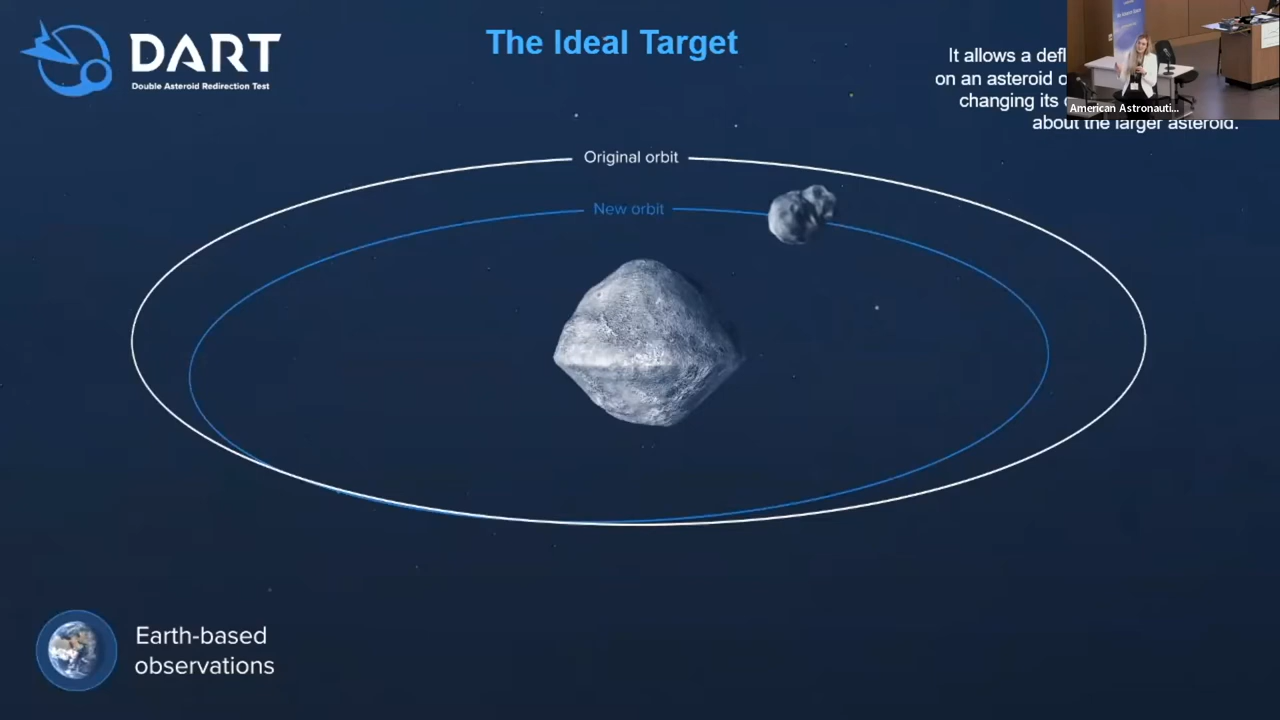 DART
Double Asteroid Redirection Test
The Ideal Target
It allows a
on an asteroid
changing its
about the larger asteroid.
American Astronauti...
Original orbit
New orbit
Earth-based
observations